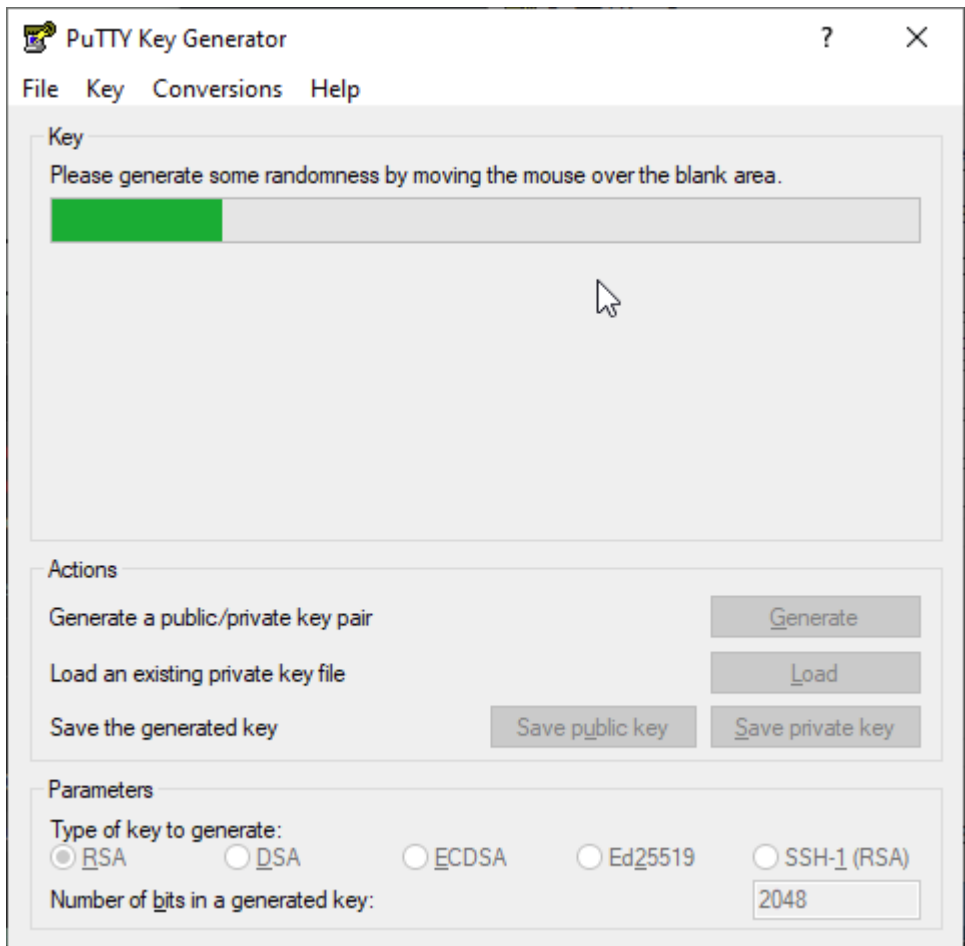 PuTTY Key Generator ?
File Key Conversions Help
Key
Please generate some randomness by moving the mouse over the blank area.
Actions
Generate a public/private key pair Generate
Load an existing private key file Load
Save the generated key Save public key Save private key
Parameters
Type of key to generate:
RSA DSA ECDSA Ed25519 SSH-1 (RSA)
Number of bits in a generated key: 2048